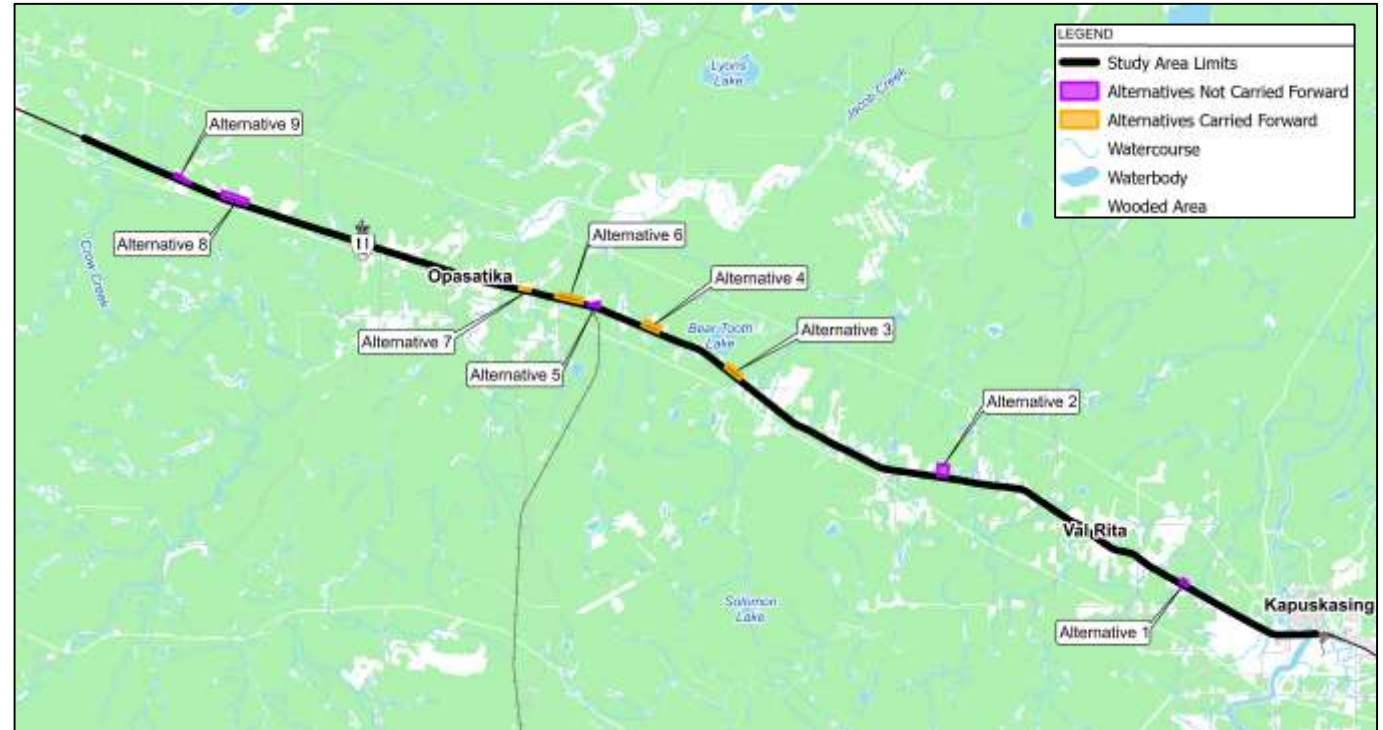 LEGEND
Study Area Limits
Alternatives Not Carried Forward
Alternatives Carried Forward
Watercourse
Waterbody
Wooded Area
Lyons
Lake
Jacob Creek
Alternative 9
Alternative 8
Crow Creek
11
Opasatika
Alternative 6
Alternative 4
Alternative 7
Alternative 5
Bear Tooth
Lake
Alternative 3
Alternative 2
Val Rita
Solomon
Lake
Kapuskasing
Alternative 1